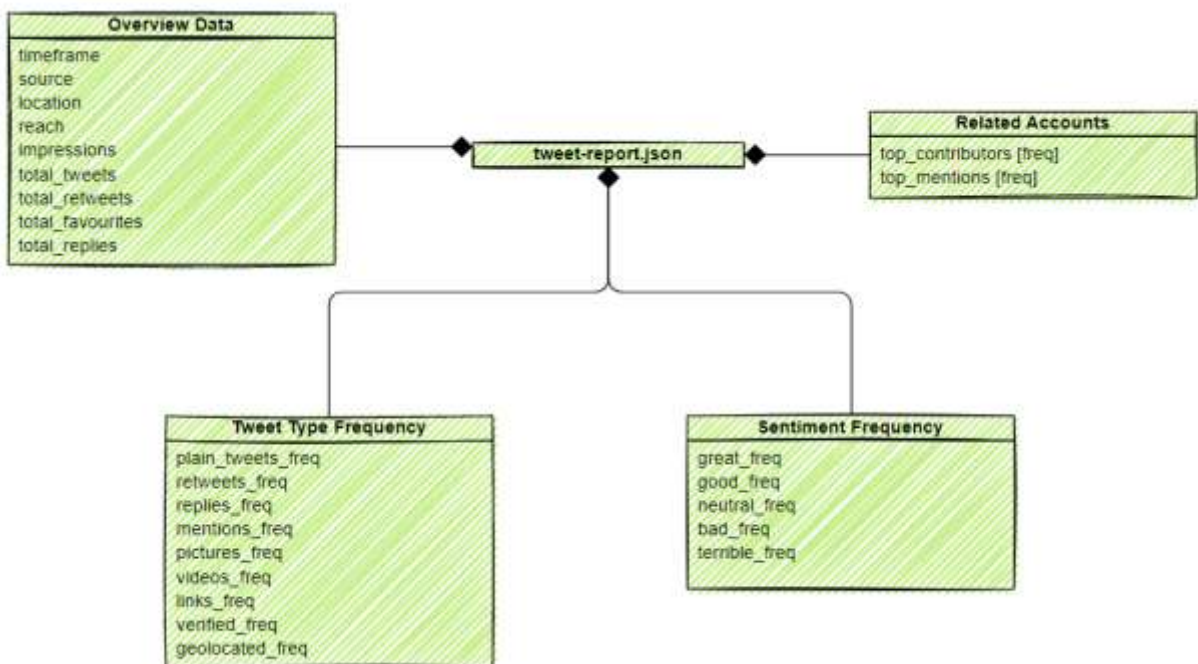 Overview Data
timeframe
source
location
reach
impressions
total_tweets
total_retweets
total_favourites
total_replies
tweet-report.json
Related Accounts
top_contributors [freq]
top_mentions [freq]
Tweet Type Frequency
plain_tweets_freq
retweets_freq
replies_freq
mentions_freq
pictures_freq
videos_freq
links_freq
verified_freq
geolocated_freq
Sentiment Frequency
great_freq
good_freq
neutral_freq
bad_freq
terrible_freq